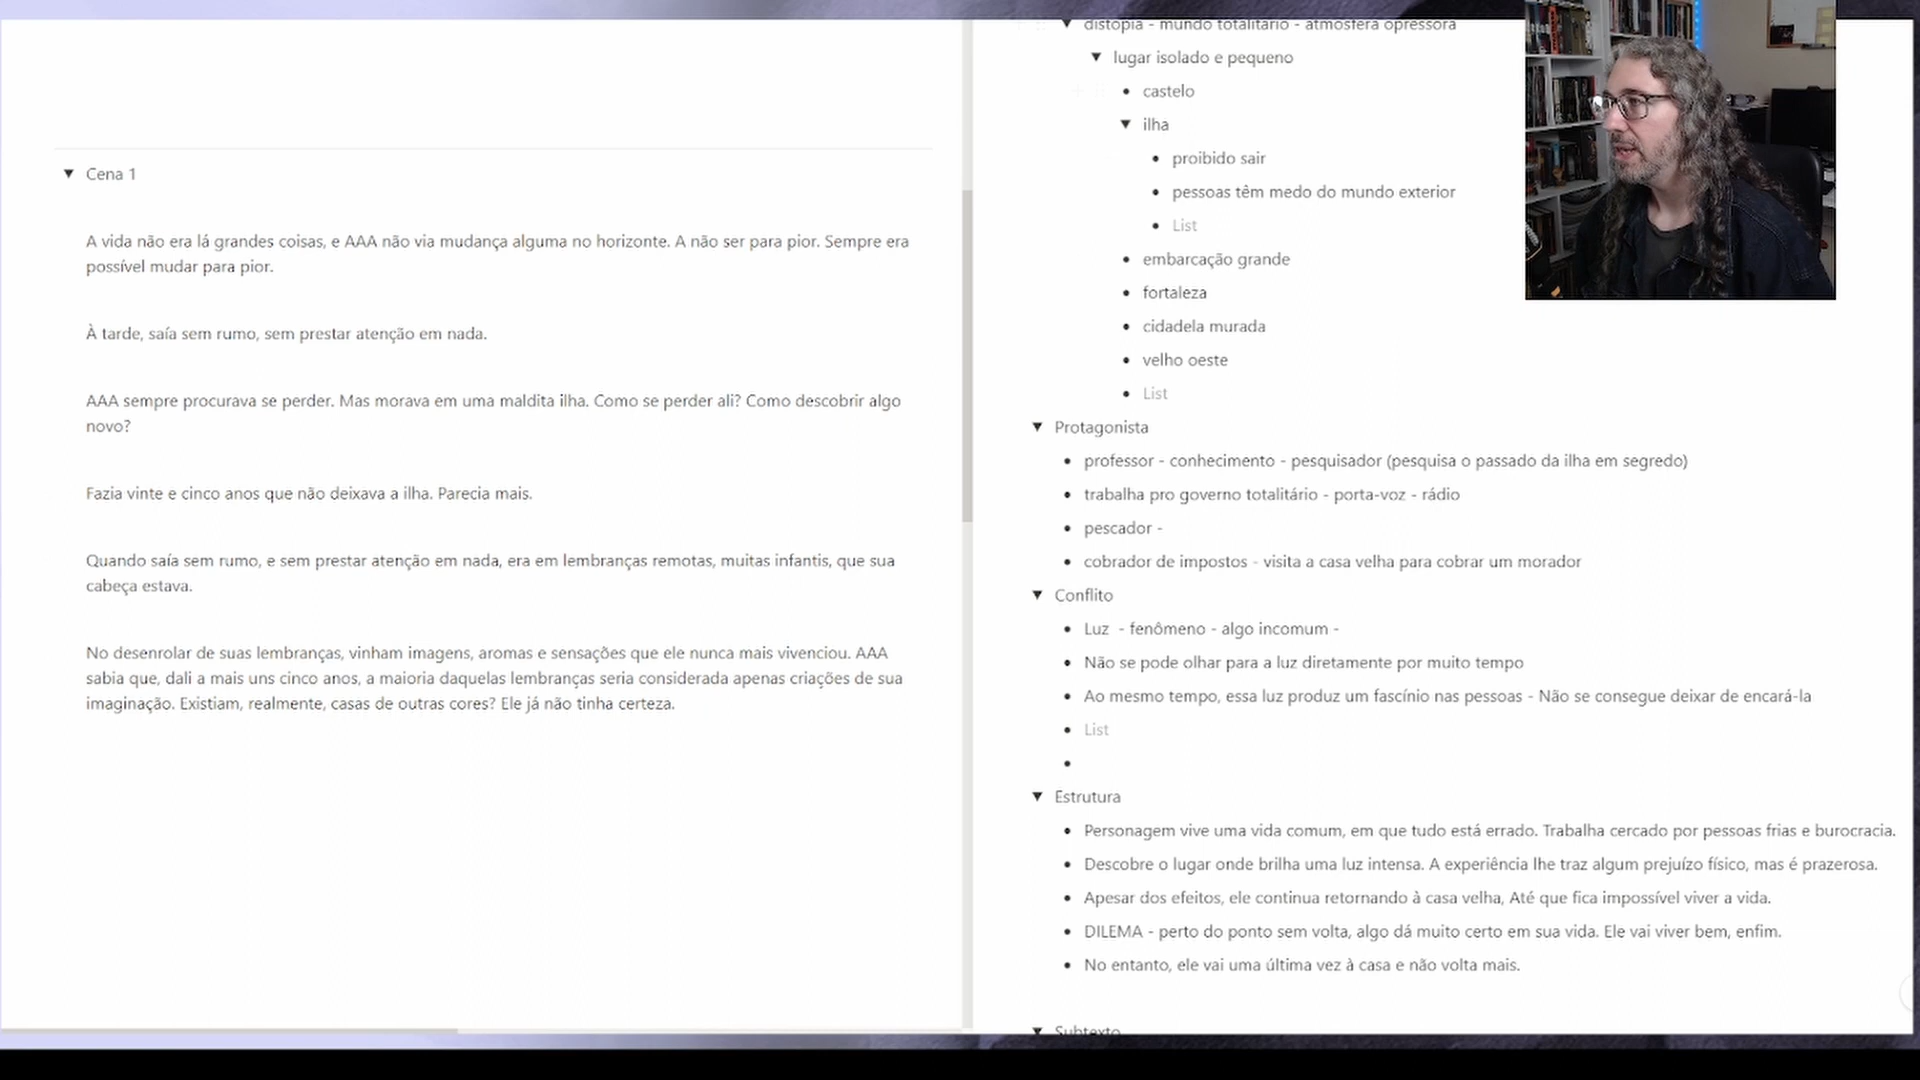 Cena 1
A vida não era lá grandes coisas, e AAA não via mudança alguma no horizonte. A não ser para pior. Sempre era
possível mudar para pior.
À tarde, saía sem rumo, sem prestar atenção em nada.
AAA sempre procurava se perder. Mas morava em uma maldita ilha. Como se perder ali? Como descobrir algo
novo?
Fazia vinte e cinco anos que não deixava a ilha. Parecia mais.
Quando saía sem rumo, e sem prestar atenção em nada, era em lembranças remotas, muitas infantis, que sua
cabeça estava.
No desenrolar de suas lembranças, vinham imagens, aromas e sensações que ele nunca mais vivenciou. AAA
sabia que, dali a mais uns cinco anos, a maioria daquelas lembranças seria considerada apenas criações de sua
imaginação. Existiam, realmente, casas de outras cores? Ele já não tinha certeza.
distopia - mundo totalitário - atmosfera opressora
lugar isolado e pequeno
castelo
ilha
proibido sair
pessoas têm medo do mundo exterior
List
embarcação grande
fortaleza
cidadela murada
velho oeste
List
Protagonista
professor - conhecimento - pesquisador (pesquisa o passado da ilha em segredo)
trabalha pro governo totalitário - porta-voz - rádio
pescador -
cobrador de impostos - visita a casa velha para cobrar um morador
Conflito
Luz - fenômeno - algo incomum -
Não se pode olhar para a luz diretamente por muito tempo
Ao mesmo tempo, essa luz produz um fascínio nas pessoas - Não se consegue deixar de encará-la
List
Estrutura
Personagem vive uma vida comum, em que tudo está errado. Trabalha cercado por pessoas frias e burocracia.
Descobre o lugar onde brilha uma luz intensa. A experiência lhe traz algum prejuízo físico, mas é prazerosa.
Apesar dos efeitos, ele continua retornando à casa velha, Até que fica impossível viver a vida.
DILEMA - perto do ponto sem volta, algo dá muito certo em sua vida. Ele vai viver bem, enfim.
No entanto, ele vai uma última vez à casa e não volta mais.
Subtexto